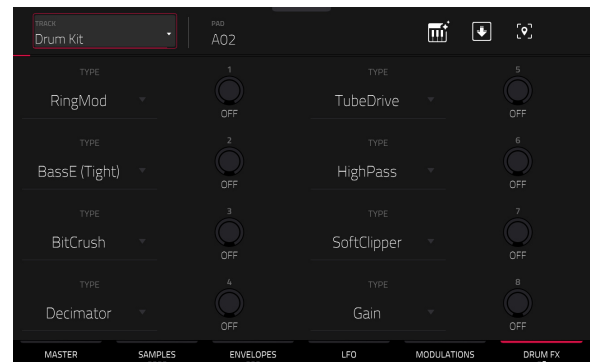 TRACK
Drum Kit
PAD
A02
TYPE
RingMod
1
OFF
TYPE
TubeDrive
5
OFF
TYPE
BassE (Tight)
2
OFF
TYPE
HighPass
6
OFF
TYPE
BitCrush
3
OFF
TYPE
SoftClipper
7
OFF
TYPE
Decimator
4
OFF
TYPE
Gain
8
OFF
MASTER
SAMPLES
ENVELOPES
LFO
MODULATIONS
DRUM FX